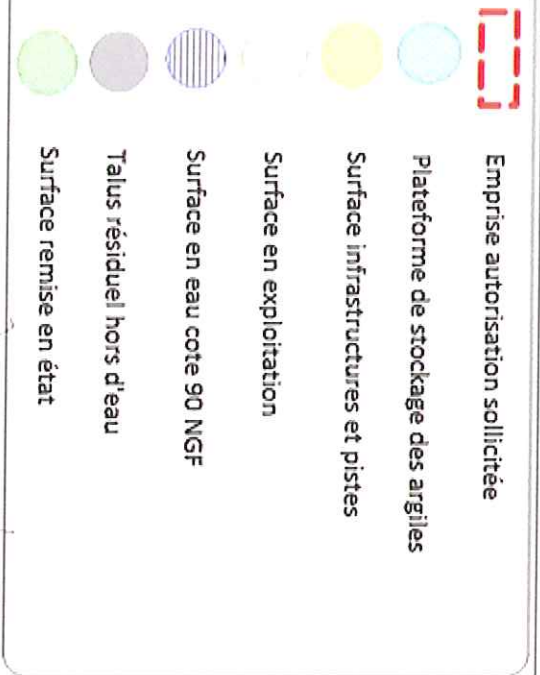 Emprise autorisation sollicitée
Plateforme de stockage des argiles
Surface infrastructures et pistes
Surface en exploitation
Surface en eau cote 90 NGF
Talus résiduel hors d'eau
Surface remise en état